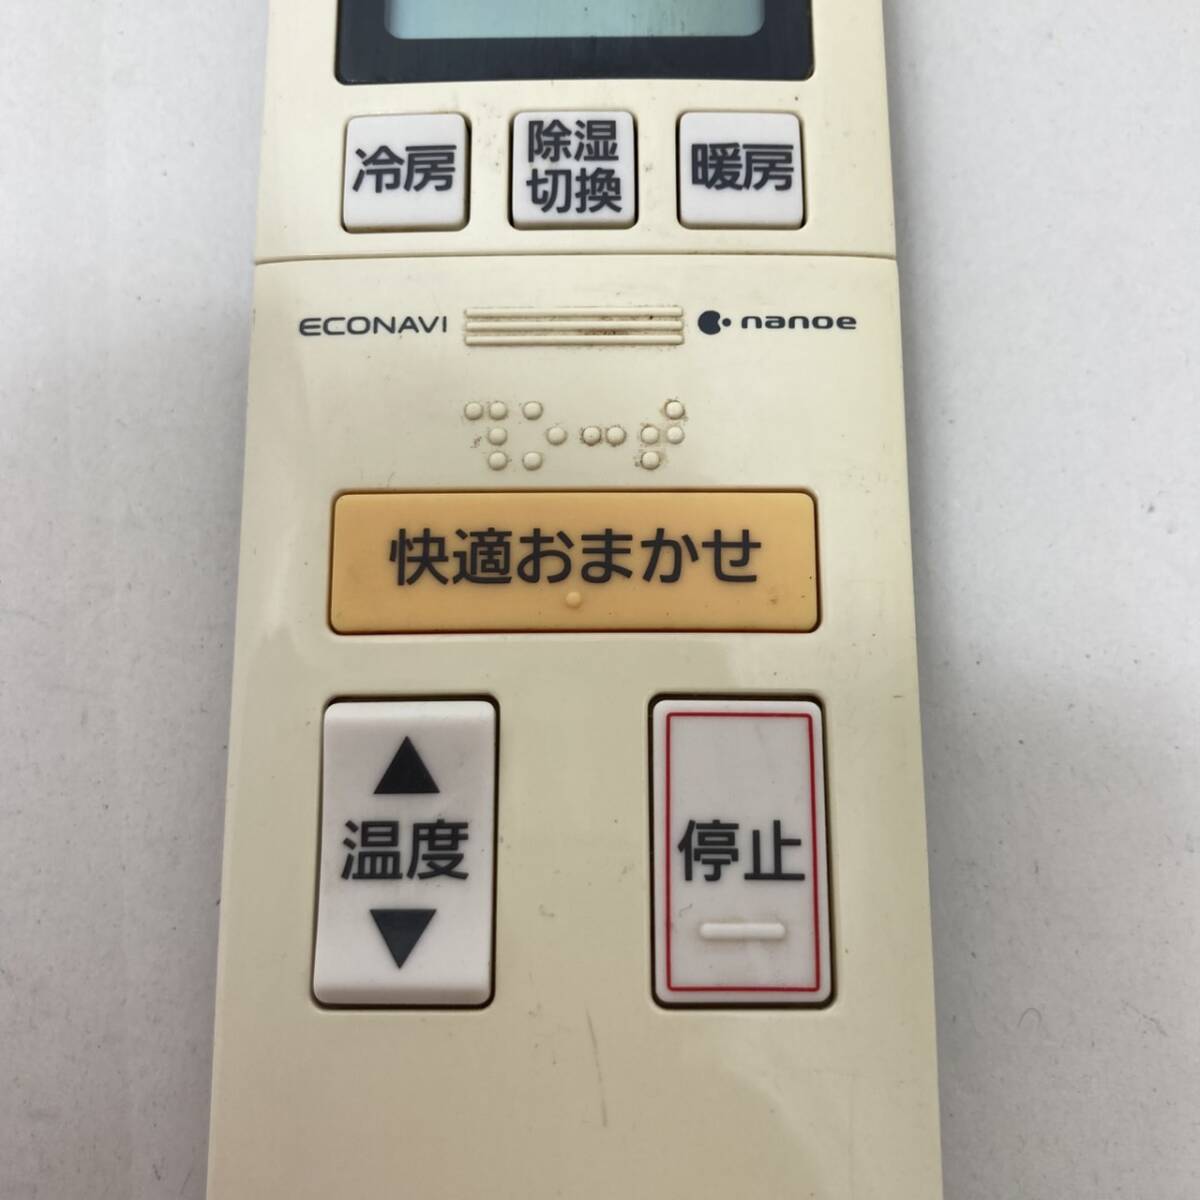 冷房
除湿切換
暖房
ECONAVI
nanoe
⠹⠕⠒⠞
快適おまかせ
▲
温度
▼
停止